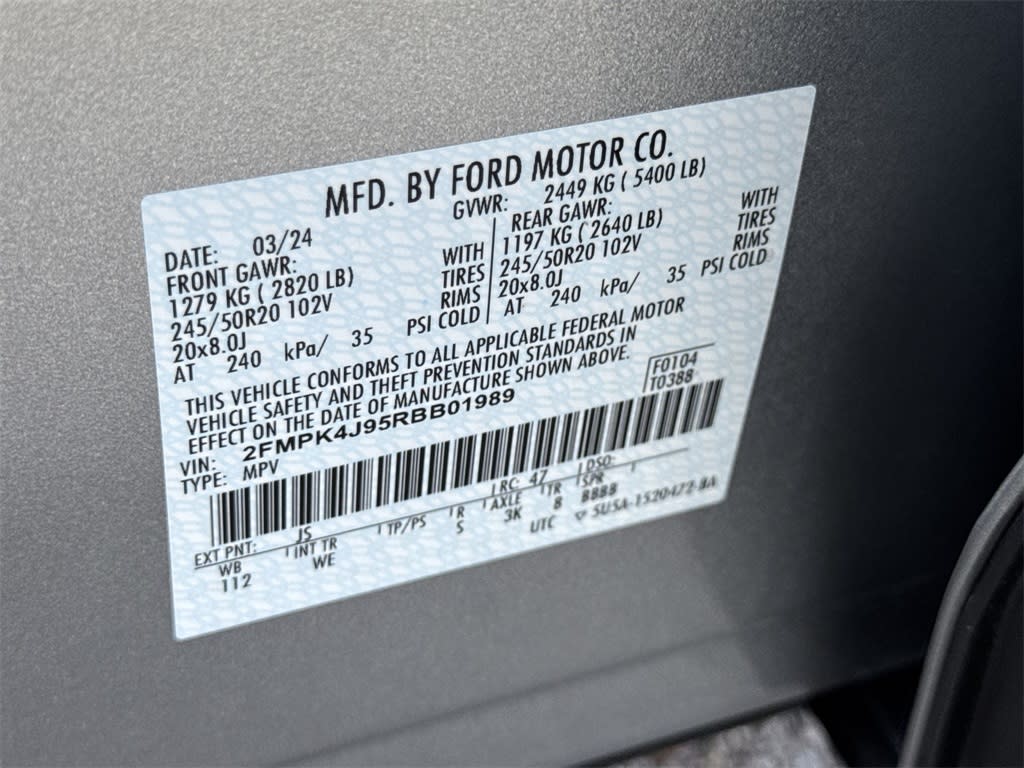 MFD. BY FORD MOTOR CO.
DATE: 03/24 GVWR: 2449 KG ( 5400 LB)
FRONT GAWR: WITH REAR GAWR: WITH
1279 KG ( 2820 LB) TIRES 1197 KG ( 2640 LB) TIRES
245/50R20 102V RIMS 245/50R20 102V RIMS
20x8.0J PSI COLD 20x8.0J PSI COLD
AT 240 kPa/ 35 AT 240 kPa/ 35
THIS VEHICLE CONFORMS TO ALL APPLICABLE FEDERAL MOTOR
VEHICLE SAFETY AND THEFT PREVENTION STANDARDS IN
EFFECT ON THE DATE OF MANUFACTURE SHOWN ABOVE.
F0104
T0388
VIN: 2FMPK4J95RBB01989
TYPE: MPV
EXT PNT: JS RC: 47 DSO:
WB INT TR TP/PS R AXLE TR SPR
112 WE S 3K 8 BBBB
UTC 5U5A-1520472-BA